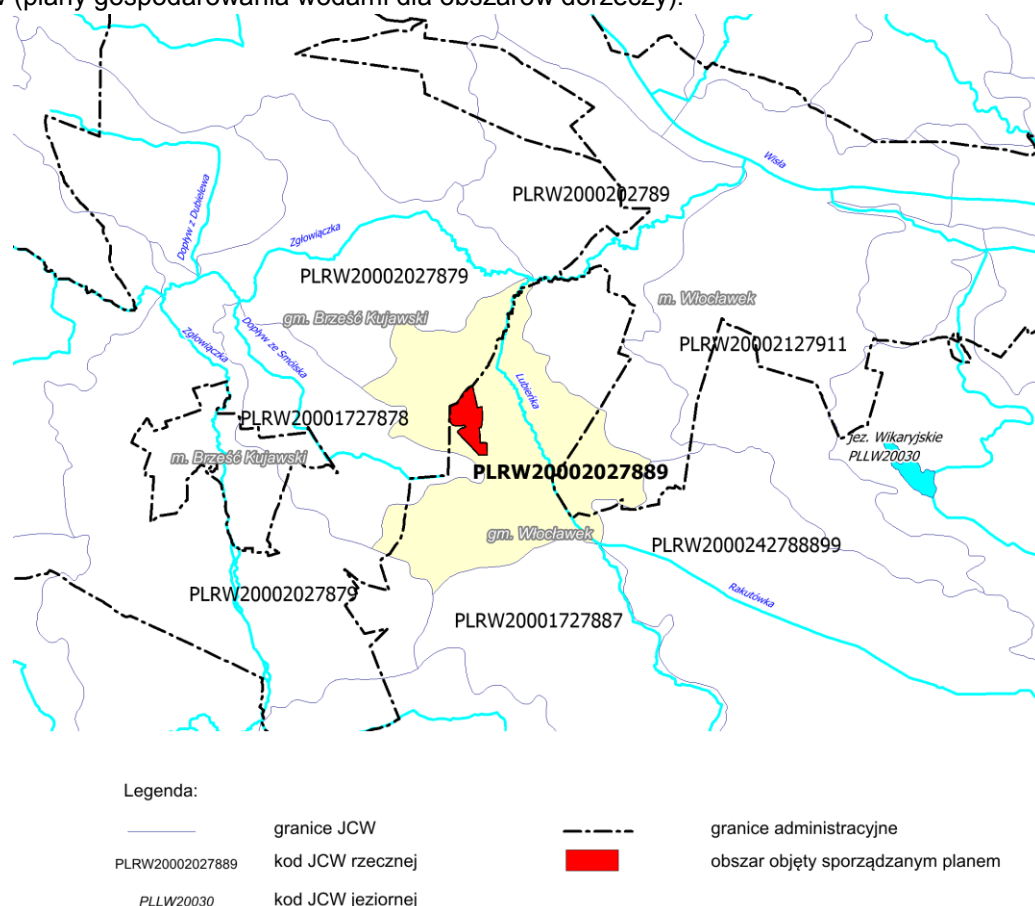 (plany gospodarowania wodami dla obszarów dorzeczy).
Wisła
Dopływ z Dubielewa
PLRW2000202789
Zgłowiączka
PLRW20002027879
gm. Brześć Kujawski
m. Włocławek
Zgłowiączka
Dopływ ze Smólska
PLRW20002127911
Lubieńka
PLRW20001727878
jez. Wikaryjskie
PLLW20030
m. Brześć Kujawski
PLRW20002027889
gm. Włocławek
PLRW2000242788899
PLRW20002027879
Rakutówka
PLRW20001727887
Legenda:
granice JCW
granice administracyjne
PLRW20002027889
kod JCW rzecznej
obszar objęty sporządzanym planem
PLLW20030
kod JCW jeziornej